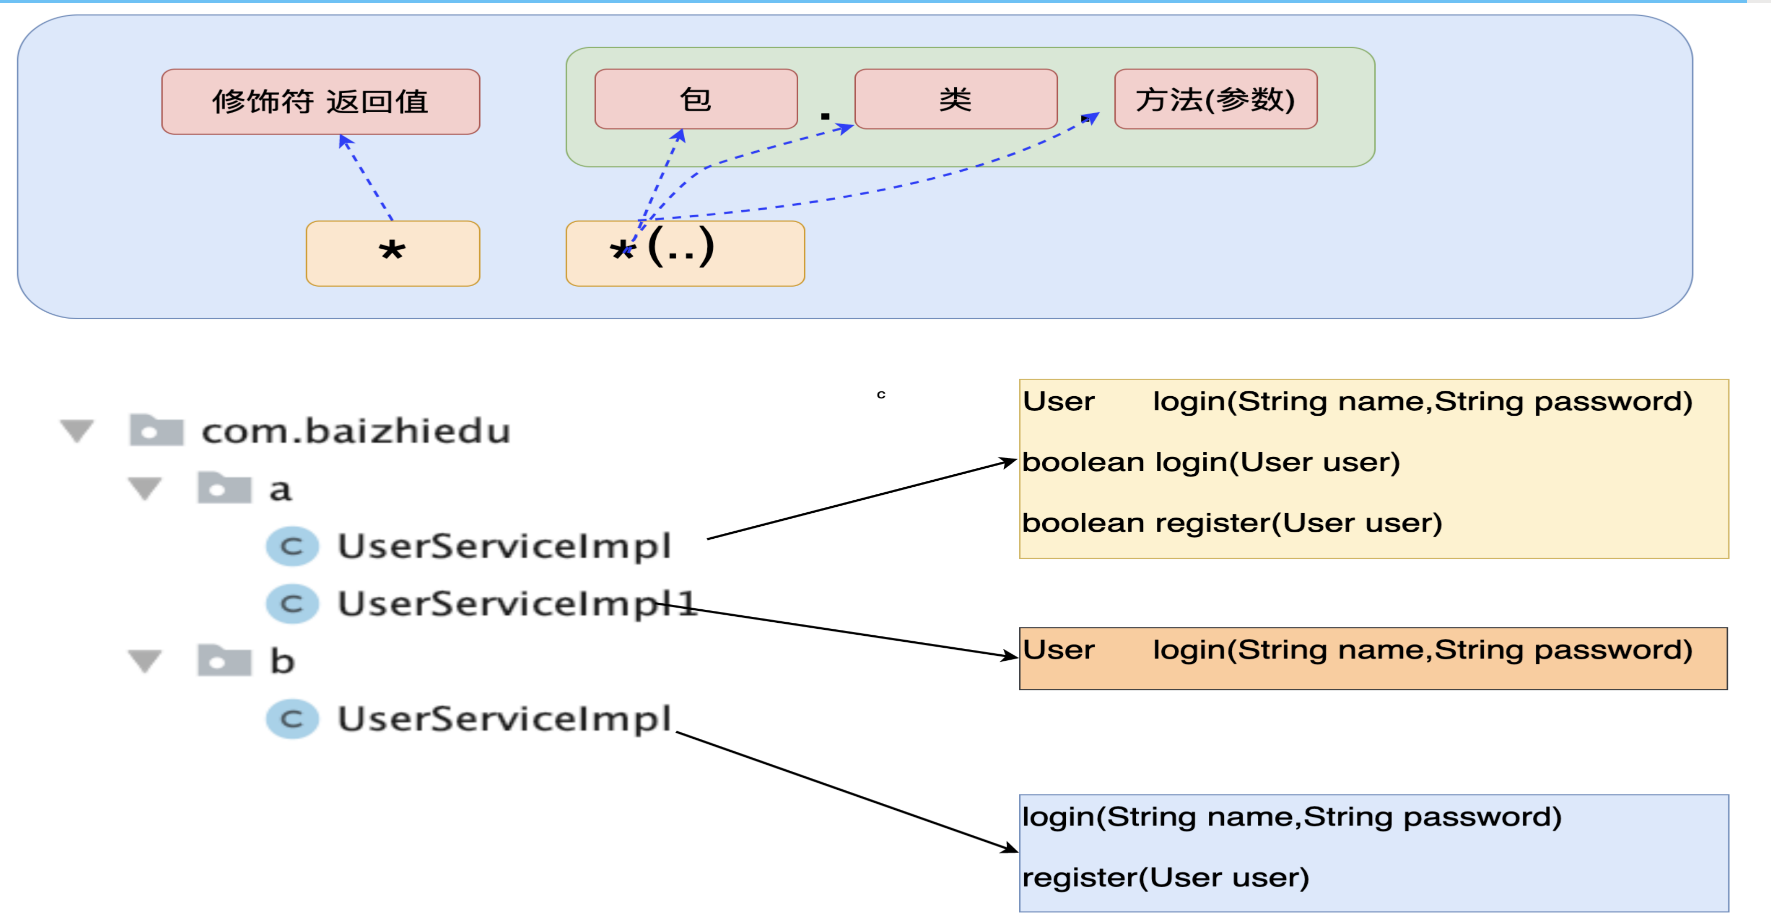 修饰符 返回值
包 . 类 . 方法(参数)
*
*(..)
c
com.baizhiedu
a
C UserServiceImpl
C UserServiceImpl1
b
C UserServiceImpl
User login(String name,String password)
boolean login(User user)
boolean register(User user)
User login(String name,String password)
login(String name,String password)
register(User user)